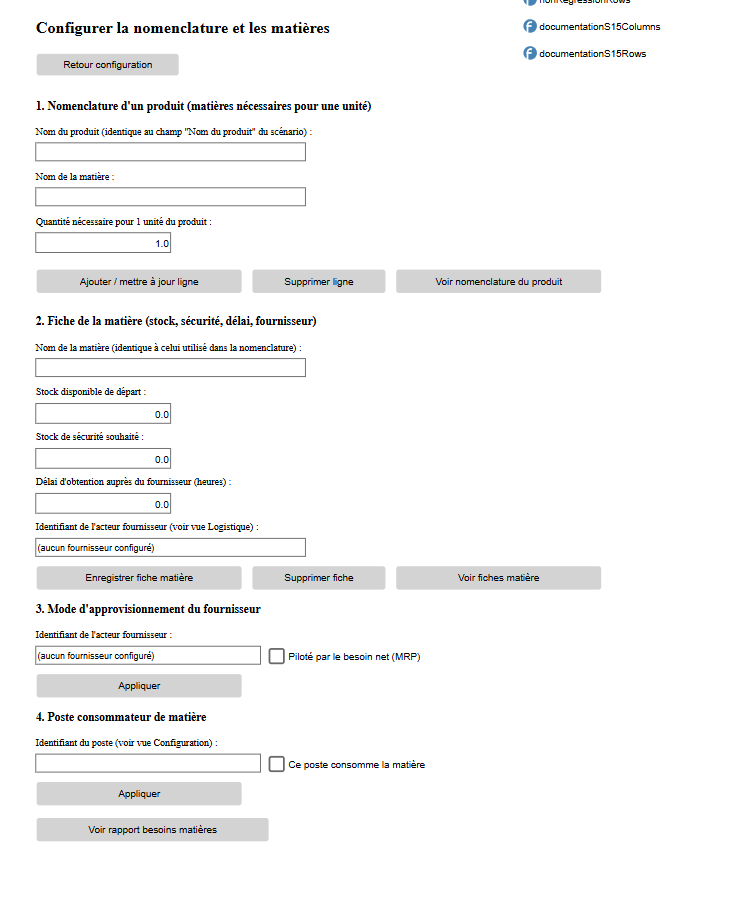 nonRegressionRows
Configurer la nomenclature et les matières
documentationS15Columns
documentationS15Rows
Retour configuration
1. Nomenclature d'un produit (matières nécessaires pour une unité)
Nom du produit (identique au champ "Nom du produit" du scénario) :
Nom de la matière :
Quantité nécessaire pour 1 unité du produit :
1.0
Ajouter / mettre à jour ligne
Supprimer ligne
Voir nomenclature du produit
2. Fiche de la matière (stock, sécurité, délai, fournisseur)
Nom de la matière (identique à celui utilisé dans la nomenclature) :
Stock disponible de départ :
0.0
Stock de sécurité souhaité :
0.0
Délai d'obtention auprès du fournisseur (heures) :
0.0
Identifiant de l'acteur fournisseur (voir vue Logistique) :
(aucun fournisseur configuré)
Enregistrer fiche matière
Supprimer fiche
Voir fiches matière
3. Mode d'approvisionnement du fournisseur
Identifiant de l'acteur fournisseur :
(aucun fournisseur configuré)
Piloté par le besoin net (MRP)
Appliquer
4. Poste consommateur de matière
Identifiant du poste (voir vue Configuration) :
Ce poste consomme la matière
Appliquer
Voir rapport besoins matières